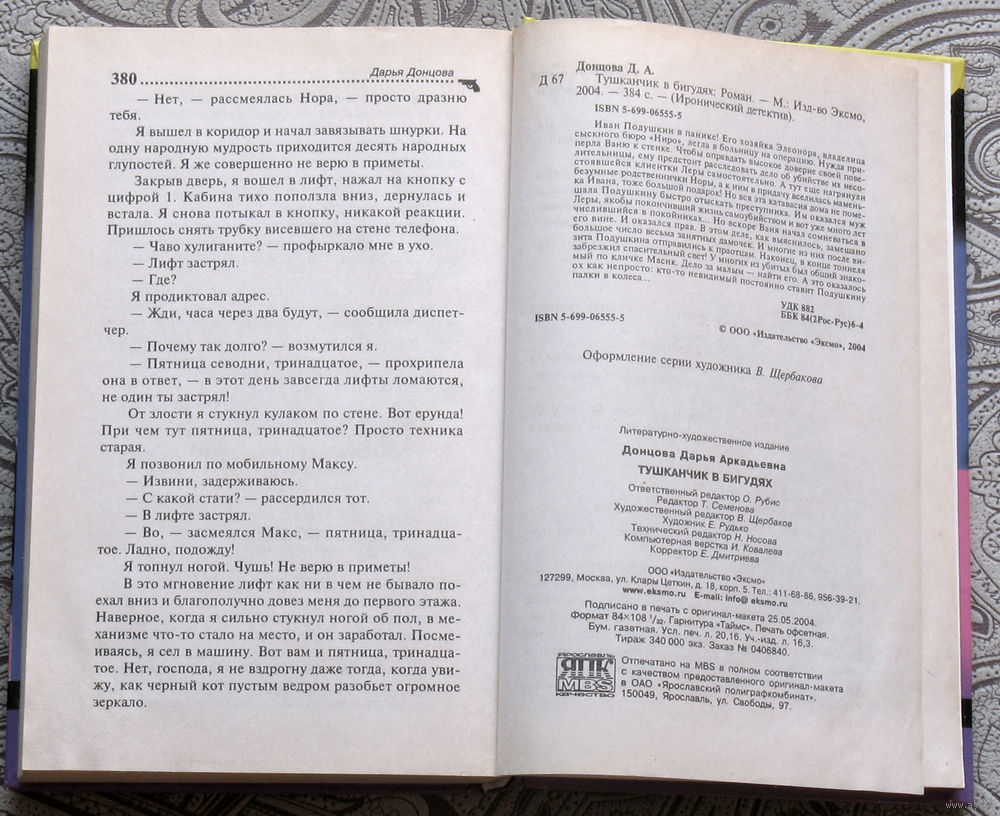 380
Дарья Донцова
— Нет, — рассмеялась Нора, — просто дразню
тебя.
Я вышел в коридор и начал завязывать шнурки. На
одну народную мудрость приходится десять народных
глупостей. Я же совершенно не верю в приметы.
Закрыв дверь, я вошел в лифт, нажал на кнопку с
цифрой 1. Кабина тихо поползла вниз, дернулась и
встала. Я снова потыкал в кнопку, никакой реакции.
Пришлось снять трубку висевшего на стене телефона.
— Чаво хулиганите? — профыркало мне в ухо.
— Лифт застрял.
— Где?
Я продиктовал адрес.
— Жди, часа через два будут, — сообщила диспет-
чер.
— Почему так долго? — возмутился я.
— Пятница севодни, тринадцатое, — прохрипела
она в ответ, — в этот день завсегда лифты ломаются,
не один ты застрял!
От злости я стукнул кулаком по стене. Вот ерунда!
При чем тут пятница, тринадцатое? Просто техника
старая.
Я позвонил по мобильному Максу.
— Извини, задерживаюсь.
— С какой стати? — рассердился тот.
— В лифте застрял.
— Во, — засмеялся Макс, — пятница, тринадца-
тое. Ладно, подожду!
Я топнул ногой. Чушь! Не верю в приметы!
В это мгновение лифт как ни в чем не бывало по-
ехал вниз и благополучно довез меня до первого этажа.
Наверное, когда я сильно стукнул ногой об пол, в ме-
ханизме что-то стало на место, и он заработал. Посме-
иваясь, я сел в машину. Вот вам и пятница, тринадца-
тое. Нет, господа, я не вздрогну даже тогда, когда уви-
жу, как черный кот пустым ведром разобьет огромное
зеркало.
Донцова Д. А.
Д 67 Тушканчик в бигудях: Роман. — М.: Изд-во Эксмо,
2004. — 384 с. — (Иронический детектив).
ISBN 5-699-06555-5
Иван Подушкин в панике! Его хозяйка Элеонора, владелица
сыскного бюро «Ниро», легла в больницу на операцию. Нужда при-
перла Ваню к стенке. Чтобы оправдать высокое доверие своей пове-
лительницы, ему предстоит расследовать дело об убийстве их несо-
стоявшейся клиентки Леры самостоятельно. А тут еще нагрянули
безумные родственнички Норы, а к ним в придачу вселилась мамень-
ка Ивана, тоже большой подарок! Но вся эта катавасия дома не поме-
шала Подушкину быстро отыскать преступника. Им оказался муж
Леры, якобы покончивший жизнь самоубийством и вот уже много лет
числившийся в покойниках... Но вскоре Ваня начал сомневаться в
его вине. И оказался прав. В этом деле, как выяснилось, замешано
большое число весьма занятных дамочек. И многие из них после ви-
зита Подушкина отправились к праотцам. Наконец, в конце тоннеля
забрезжил спасительный свет! У многих из убитых был общий знако-
мый по кличке Масик. Дело за малым — найти его. А это оказалось
ох как непросто: кто-то невидимый постоянно ставит Подушкину
палки в колеса...
УДК 882
ББК 84(2Рос-Рус)6-4
ISBN 5-699-06555-5
© ООО «Издательство «Эксмо», 2004
Оформление серии художника В. Щербакова
Литературно-художественное издание
Донцова Дарья Аркадьевна
ТУШКАНЧИК В БИГУДЯХ
Ответственный редактор О. Рубис
Редактор Т. Семенова
Художественный редактор В. Щербаков
Художник Е. Рудько
Технический редактор Н. Носова
Компьютерная верстка И. Ковалева
Корректор Е. Дмитриева
ООО «Издательство «Эксмо»
127299, Москва, ул. Клары Цеткин, д. 18, корп. 5. Тел.: 411-68-86, 956-39-21.
www.eksmo.ru E-mail: info@ eksmo.ru
Подписано в печать с оригинал-макета 25.05.2004.
Формат 84×108 1/32. Гарнитура «Таймс». Печать офсетная.
Бум. газетная. Усл. печ. л. 20,16. Уч.-изд. л. 16,3.
Тираж 340 000 экз. Заказ № 0406840.
ЯРОСЛАВЛЬ
ЯПК
MBS
КАЧЕСТВО
Отпечатано на MBS в полном соответствии
с качеством предоставленного оригинал-макета
в ОАО «Ярославский полиграфкомбинат».
150049, Ярославль, ул. Свободы, 97.